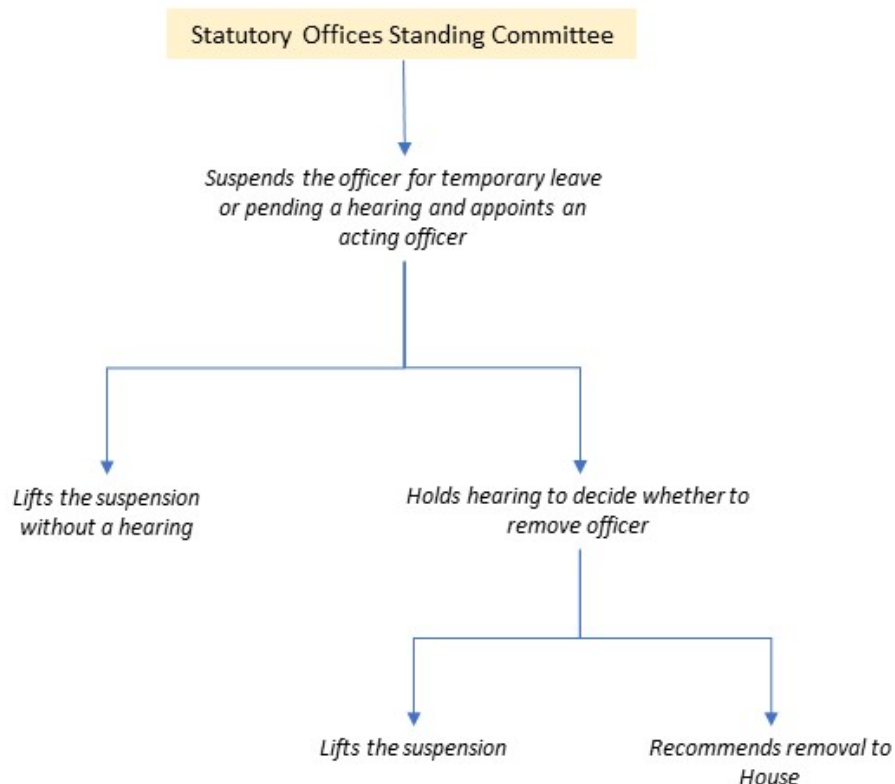 Statutory Offices Standing Committee
Suspends the officer for temporary leave
or pending a hearing and appoints an
acting officer
Lifts the suspension
without a hearing
Holds hearing to decide whether to
remove officer
Lifts the suspension
Recommends removal to
House